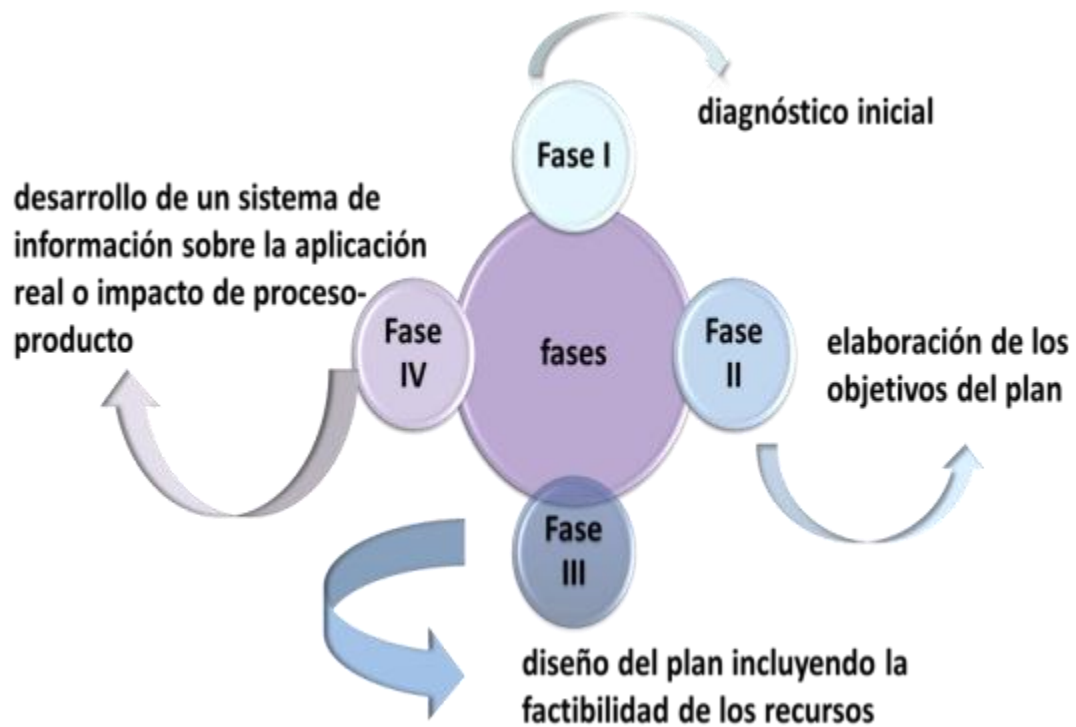 Fase I
diagnóstico inicial
desarrollo de un sistema de
información sobre la aplicación
real o impacto de proceso-
producto
Fase
IV
fases
Fase
II
elaboración de los
objetivos del plan
Fase
III
diseño del plan incluyendo la
factibilidad de los recursos